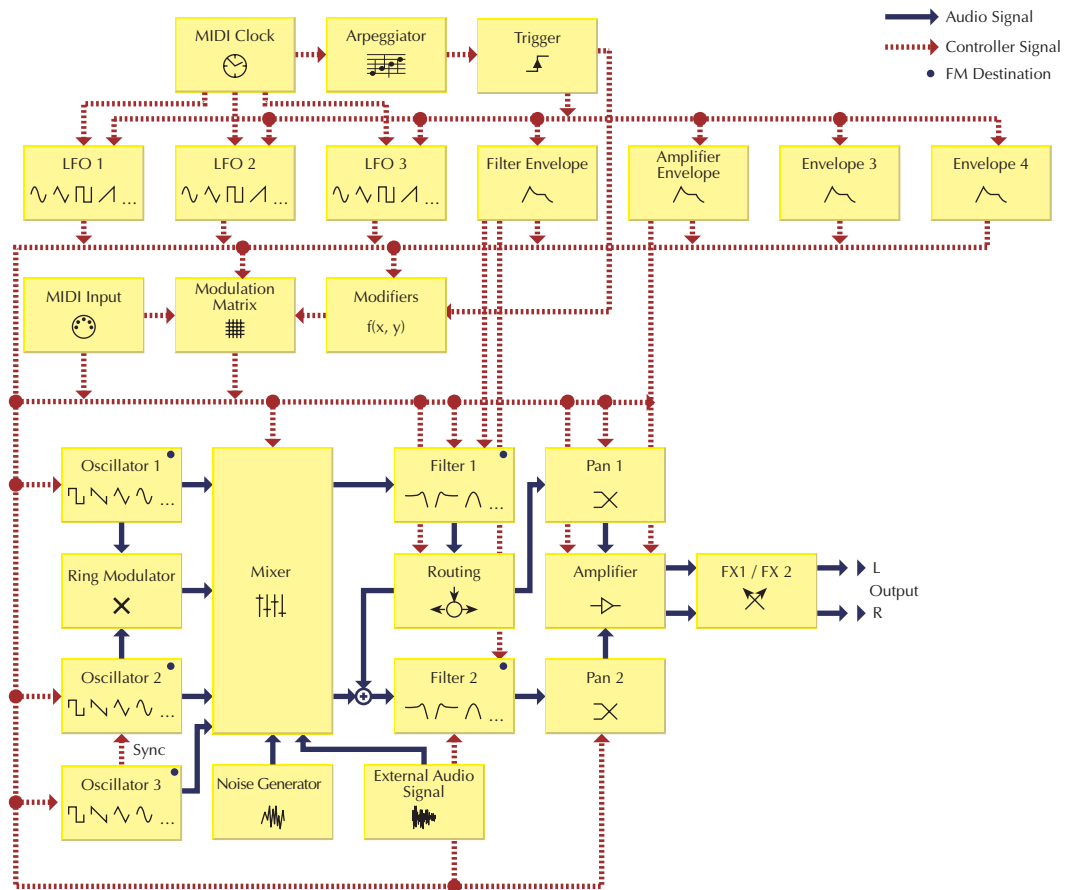 Audio Signal
Controller Signal
FM Destination
MIDI Clock
Arpeggiator
Trigger
LFO 1
...
LFO 2
...
LFO 3
...
Filter Envelope
Amplifier
Envelope
Envelope 3
Envelope 4
MIDI Input
Modulation
Matrix
Modifiers
f(x, y)
Oscillator 1
...
Mixer
Filter 1
...
Pan 1
Ring Modulator
Routing
Amplifier
FX1 / FX 2
L
Output
R
Oscillator 2
...
Filter 2
...
Pan 2
Sync
Oscillator 3
...
Noise Generator
External Audio
Signal